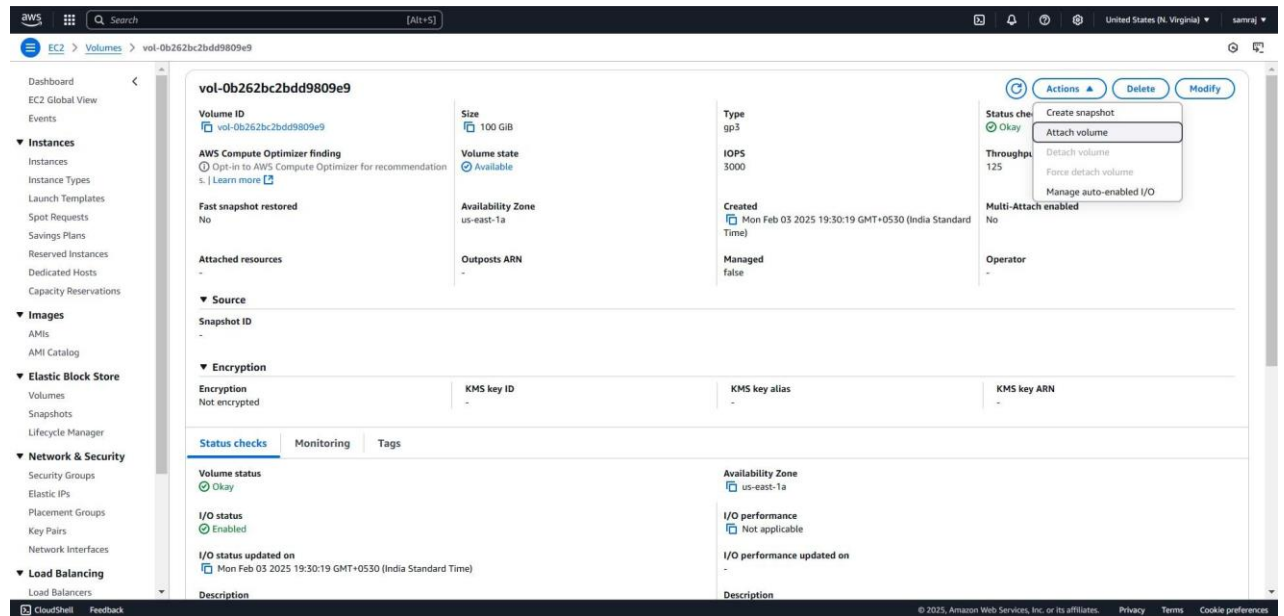 aws
Search
[Alt+S]
United States (N. Virginia)
samraj
EC2 > Volumes > vol-0b262bc2bdd9809e9
Dashboard
EC2 Global View
Events
Instances
Instances
Instance Types
Launch Templates
Spot Requests
Savings Plans
Reserved Instances
Dedicated Hosts
Capacity Reservations
Images
AMIs
AMI Catalog
Elastic Block Store
Volumes
Snapshots
Lifecycle Manager
Network & Security
Security Groups
Elastic IPs
Placement Groups
Key Pairs
Network Interfaces
Load Balancing
Load Balancers
vol-0b262bc2bdd9809e9
Actions
Delete
Modify
Create snapshot
Attach volume
Detach volume
Force detach volume
Manage auto-enabled I/O
Volume ID
vol-0b262bc2bdd9809e9
Size
100 GiB
Type
gp3
Status che
Okay
AWS Compute Optimizer finding
Opt-in to AWS Compute Optimizer for recommendation
s. | Learn more
Volume state
Available
IOPS
3000
Throughpu
125
Fast snapshot restored
No
Availability Zone
us-east-1a
Created
Mon Feb 03 2025 19:30:19 GMT+0530 (India Standard
Time)
Multi-Attach enabled
No
Attached resources
-
Outposts ARN
-
Managed
false
Operator
-
Source
Snapshot ID
-
Encryption
Encryption
Not encrypted
KMS key ID
-
KMS key alias
-
KMS key ARN
-
Status checks
Monitoring
Tags
Volume status
Okay
Availability Zone
us-east-1a
I/O status
Enabled
I/O performance
Not applicable
I/O status updated on
Mon Feb 03 2025 19:30:19 GMT+0530 (India Standard Time)
I/O performance updated on
-
Description
Description
CloudShell
Feedback
© 2025, Amazon Web Services, Inc. or its affiliates.
Privacy
Terms
Cookie preferences